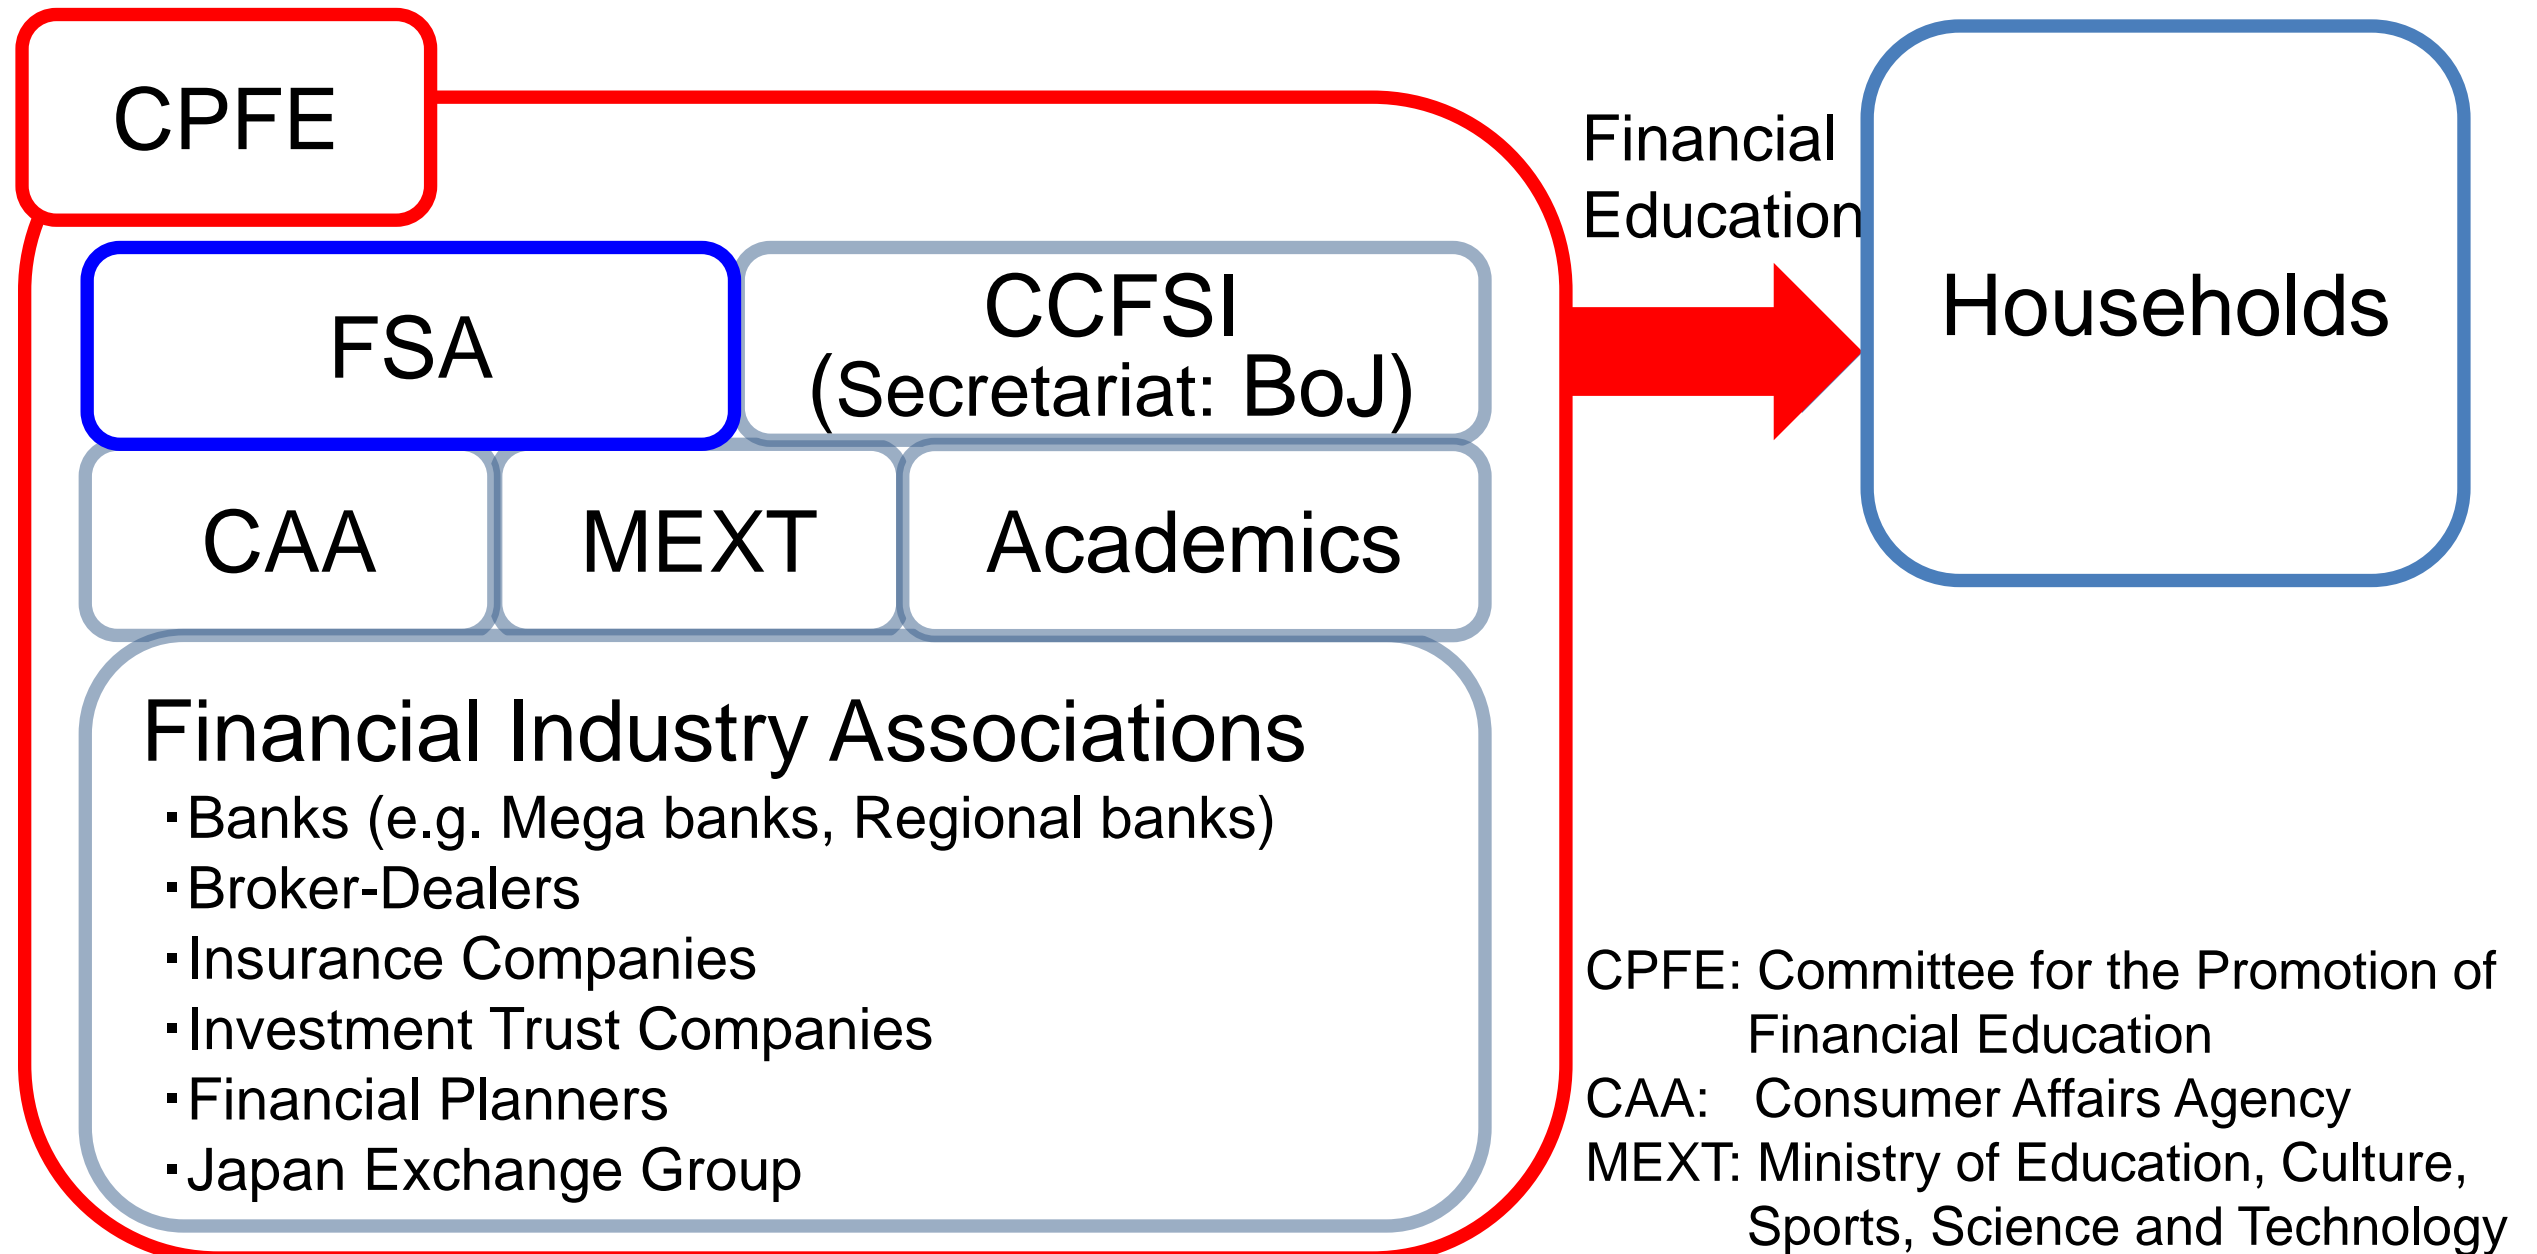 CPFE
FSA
CCFSI
(Secretariat: BoJ)
CAA
MEXT
Academics
Financial Industry Associations
・Banks (e.g. Mega banks, Regional banks)
・Broker-Dealers
・Insurance Companies
・Investment Trust Companies
・Financial Planners
・Japan Exchange Group
Financial
Education
Households
CPFE: Committee for the Promotion of
Financial Education
CAA: Consumer Affairs Agency
MEXT: Ministry of Education, Culture,
Sports, Science and Technology